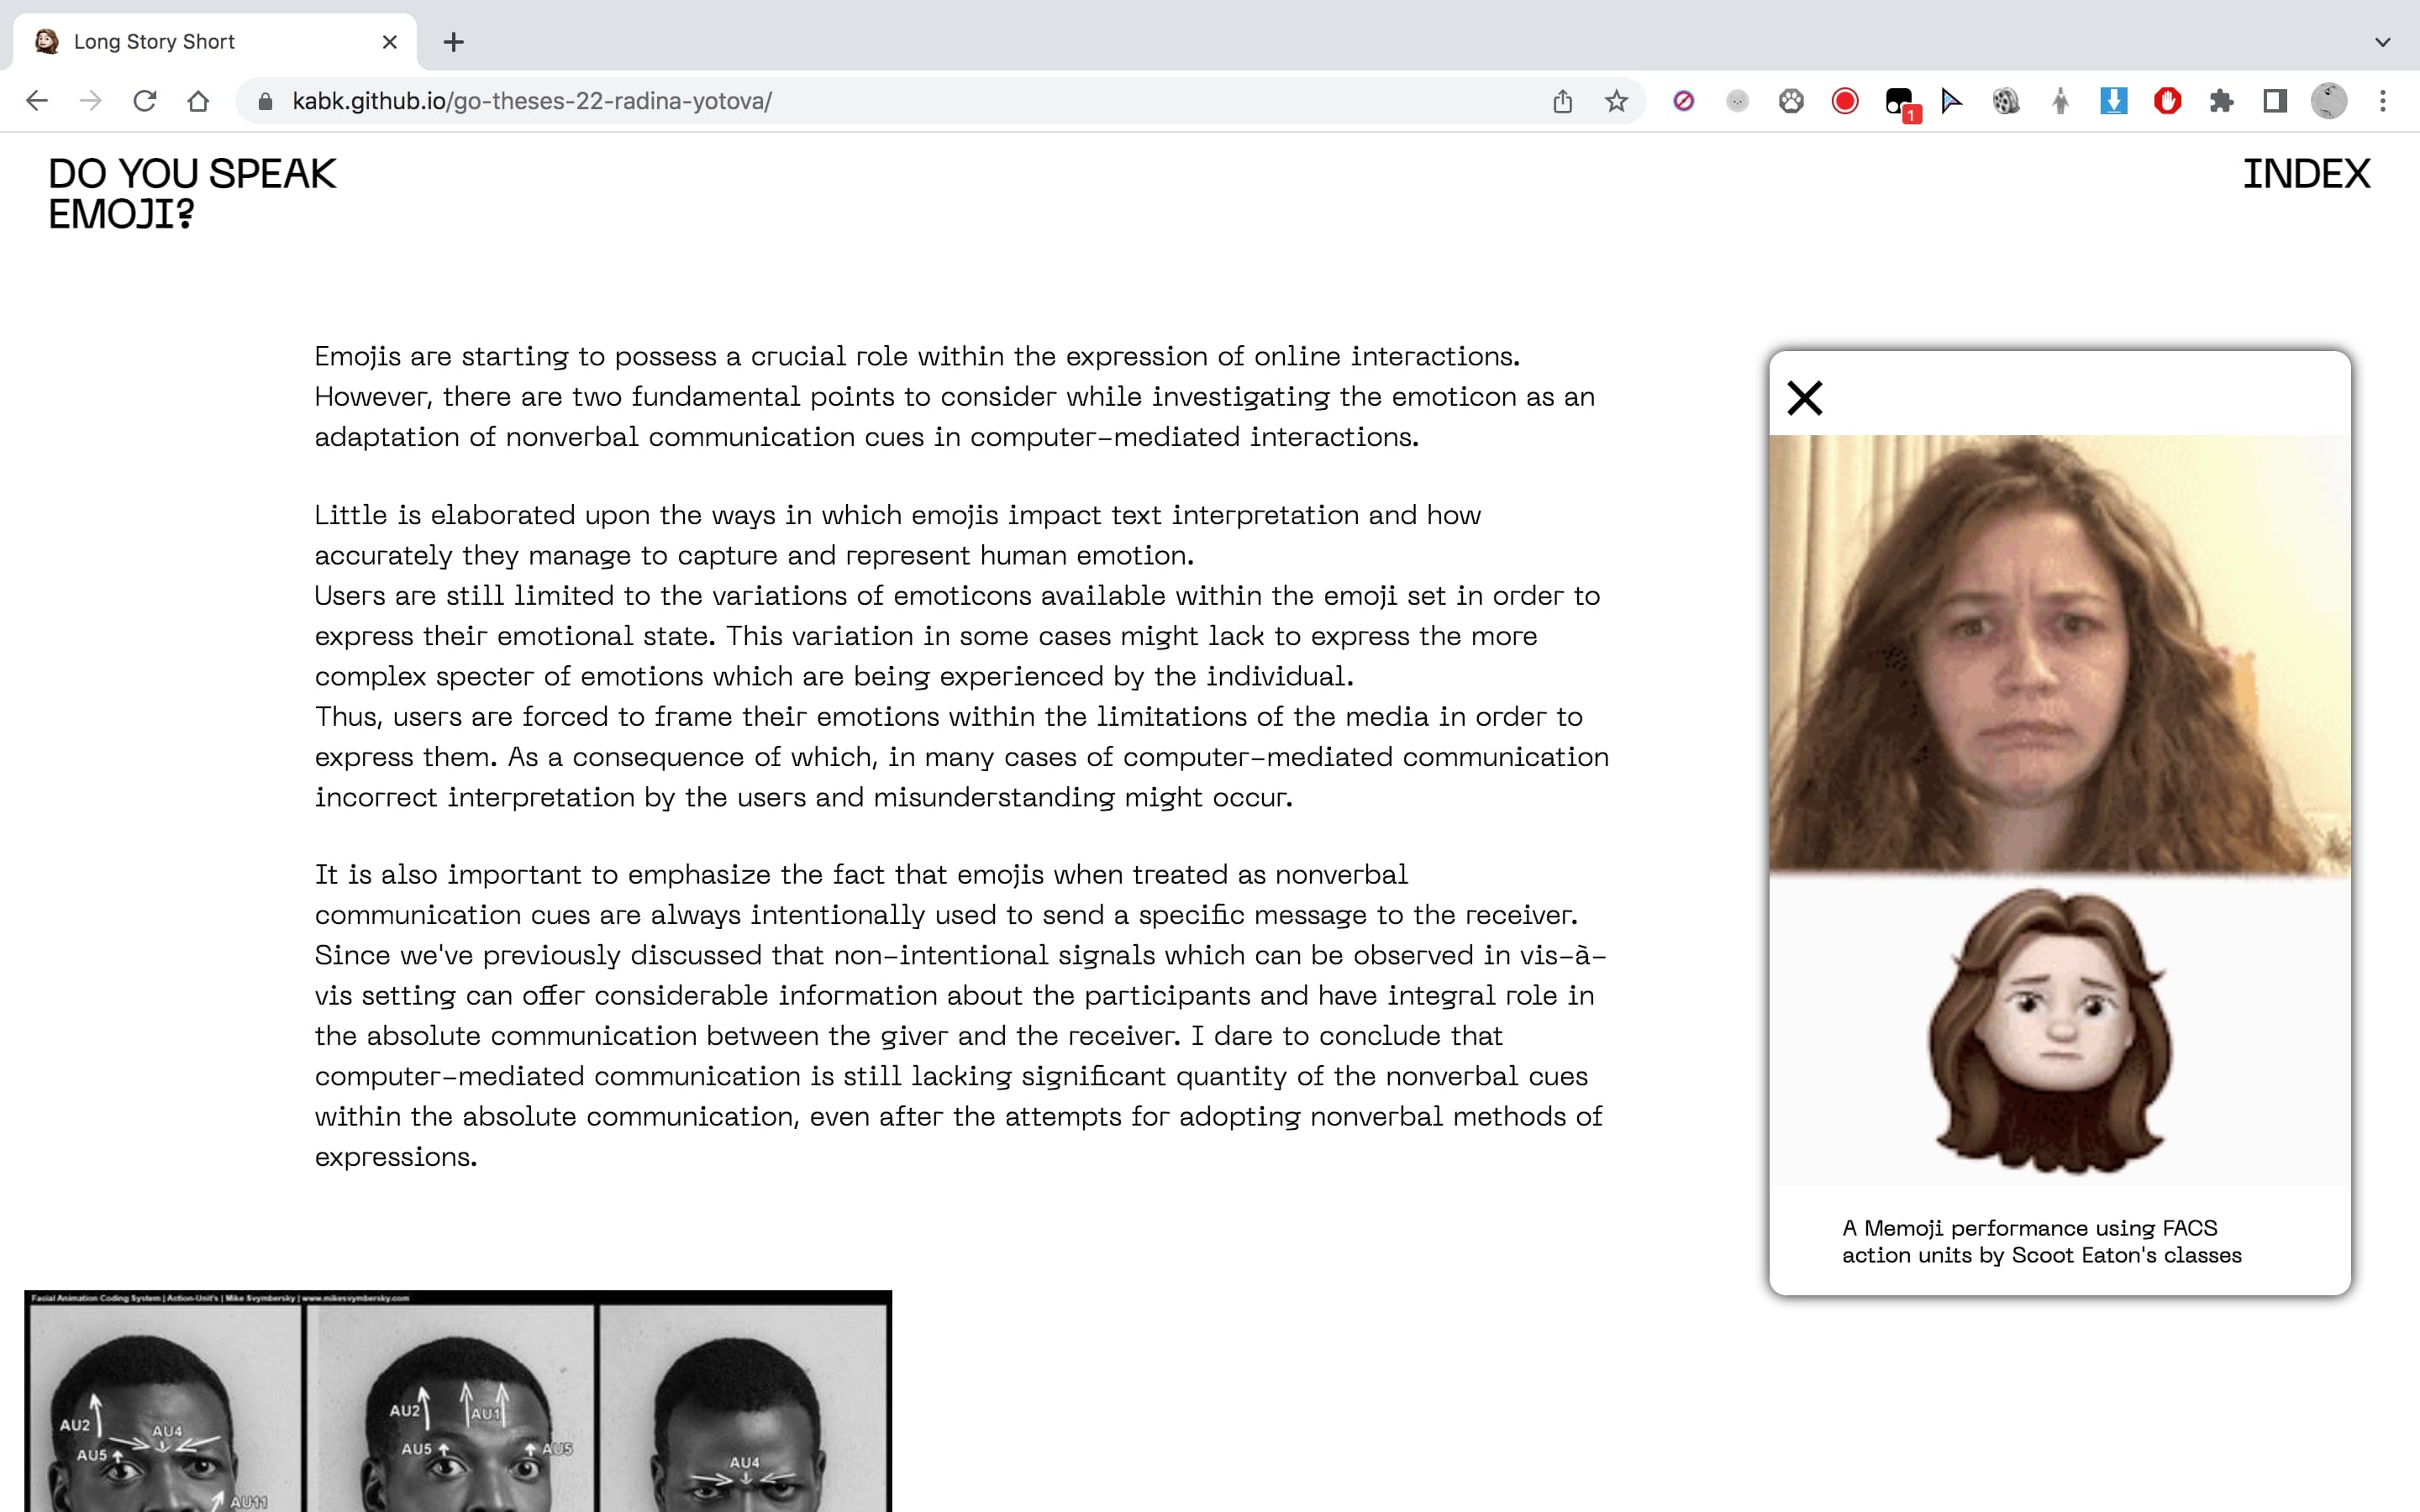 Long Story Short
kabk.github.io/go-theses-22-radina-yotova/
1
DO YOU SPEAK
EMOJI?
INDEX
Emojis are starting to possess a crucial role within the expression of online interactions.
However, there are two fundamental points to consider while investigating the emoticon as an
adaptation of nonverbal communication cues in computer-mediated interactions.
Little is elaborated upon the ways in which emojis impact text interpretation and how
accurately they manage to capture and represent human emotion.
Users are still limited to the variations of emoticons available within the emoji set in order to
express their emotional state. This variation in some cases might lack to express the more
complex specter of emotions which are being experienced by the individual.
Thus, users are forced to frame their emotions within the limitations of the media in order to
express them. As a consequence of which, in many cases of computer-mediated communication
incorrect interpretation by the users and misunderstanding might occur.
It is also important to emphasize the fact that emojis when treated as nonverbal
communication cues are always intentionally used to send a specific message to the receiver.
Since we've previously discussed that non-intentional signals which can be observed in vis-à-
vis setting can offer considerable information about the participants and have integral role in
the absolute communication between the giver and the receiver. I dare to conclude that
computer-mediated communication is still lacking significant quantity of the nonverbal cues
within the absolute communication, even after the attempts for adopting nonverbal methods of
expressions.
A Memoji performance using FACS
action units by Scoot Eaton's classes
Facial Animation Coding System | Action-Unit's | Mike Svymbersky | www.mikesvymbersky.com
AU2
AU4
AU5
AU11
AU2
AU1
AU5
AU5
AU4